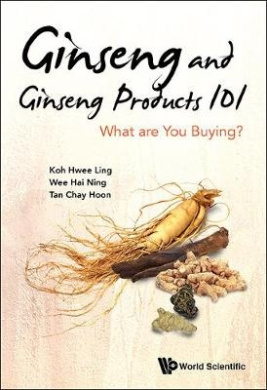 Ginseng and
Ginseng Products 101
What are You Buying?
Koh Hwee Ling
Wee Hai Ning
Tan Chay Hoon
World Scientific